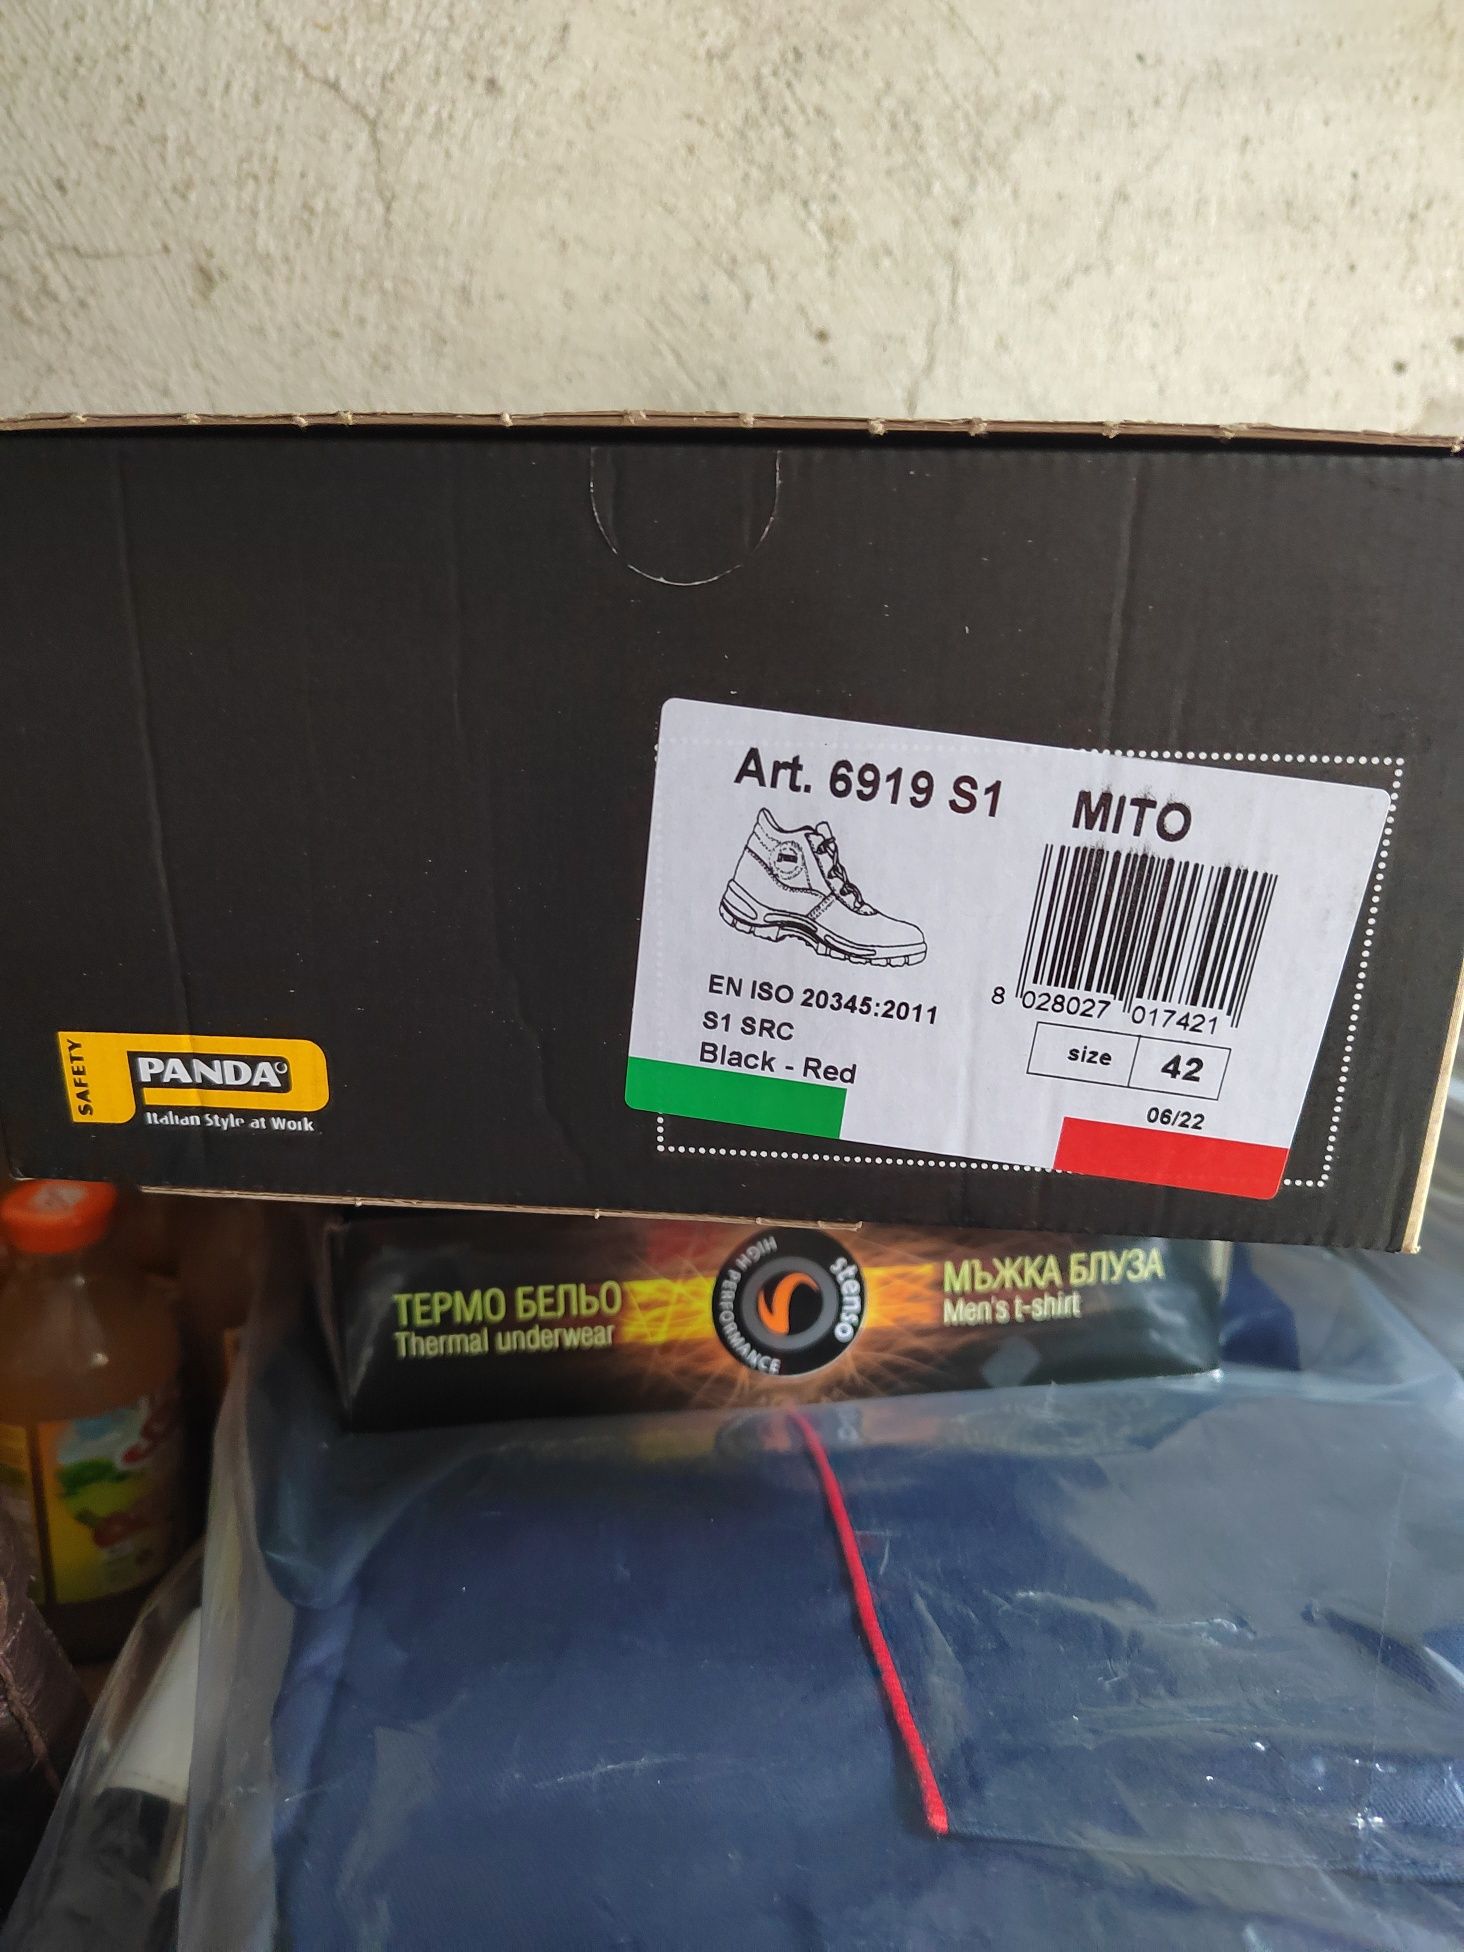 Art. 6919 S1 MITO
EN ISO 20345:2011
S1 SRC
Black - Red
8 028027 017421
size 42
06/22
SAFETY
PANDA
Italian Style at Work
ТЕРМО БЕЛЬО
Thermal underwear
HIGH PERFORMANCE
stenso
МЪЖКА БЛУЗА
Men's t-shirt